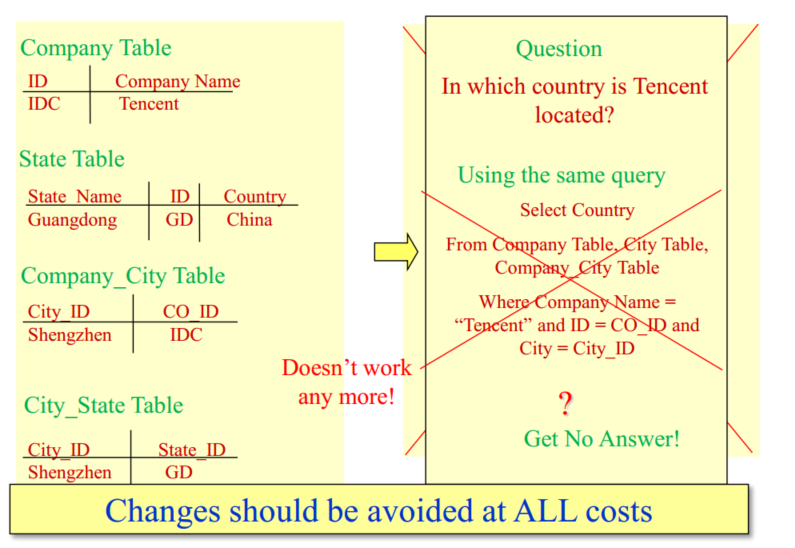 Company Table
ID Company Name
IDC Tencent
State Table
State_Name ID Country
Guangdong GD China
Company_City Table
City_ID CO_ID
Shengzhen IDC
City_State Table
City_ID State_ID
Shengzhen GD
Doesn't work
any more!
Question
In which country is Tencent
located?
Using the same query
Select Country
From Company Table, City Table,
Company_City Table
Where Company Name =
“Tencent” and ID = CO_ID and
City = City_ID
?
Get No Answer!
Changes should be avoided at ALL costs